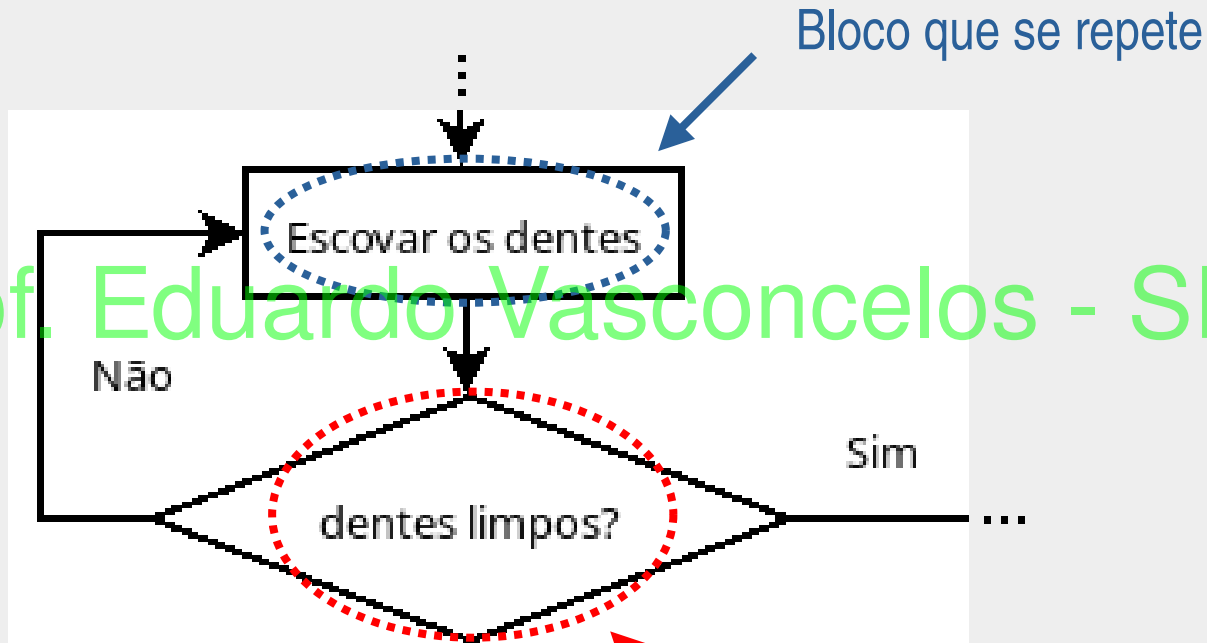 Bloco que se repete
Escovar os dentes
f. Eduardo Vasconcelos -
Não
Sim
dentes limpos?